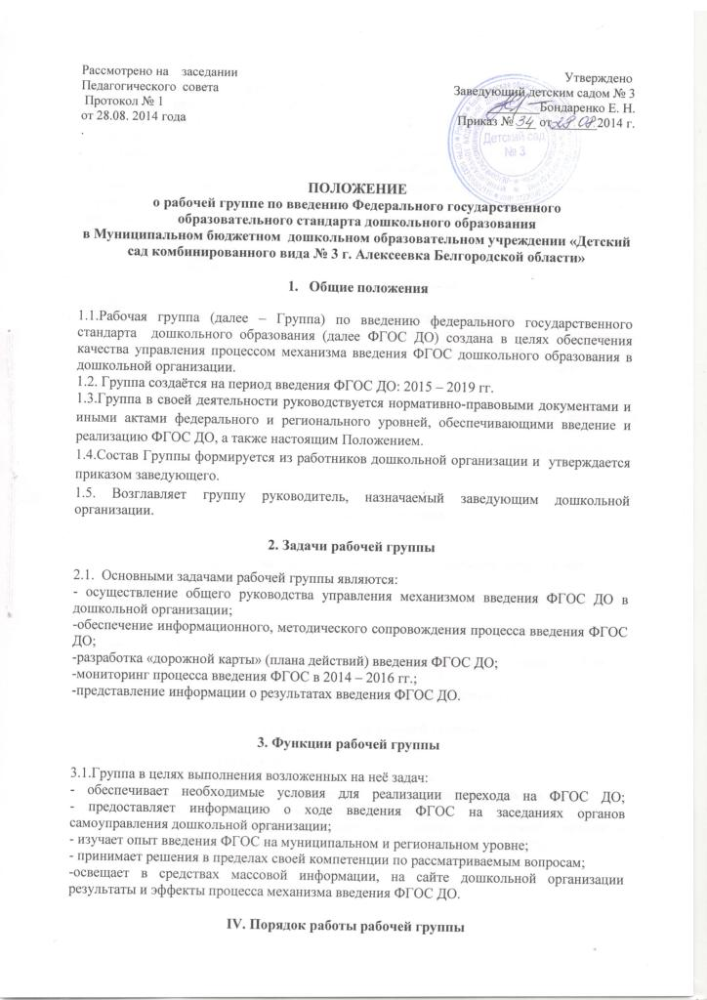 Рассмотрено на заседании
Педагогического совета
Протокол № 1
от 28.08. 2014 года
.
Утверждено
Заведующий детским садом № 3
Бондаренко Е. Н.
Приказ № 34 от 29 08 2014 г.
Детский сад
№ 3
ПОЛОЖЕНИЕ
о рабочей группе по введению Федерального государственного
образовательного стандарта дошкольного образования
в Муниципальном бюджетном дошкольном образовательном учреждении «Детский
сад комбинированного вида № 3 г. Алексеевка Белгородской области»
1. Общие положения
1.1.Рабочая группа (далее – Группа) по введению федерального государственного
стандарта дошкольного образования (далее ФГОС ДО) создана в целях обеспечения
качества управления процессом механизма введения ФГОС дошкольного образования в
дошкольной организации.
1.2. Группа создаётся на период введения ФГОС ДО: 2015 – 2019 гг.
1.3.Группа в своей деятельности руководствуется нормативно-правовыми документами и
иными актами федерального и регионального уровней, обеспечивающими введение и
реализацию ФГОС ДО, а также настоящим Положением.
1.4.Состав Группы формируется из работников дошкольной организации и утверждается
приказом заведующего.
1.5. Возглавляет группу руководитель, назначаемый заведующим дошкольной
организации.
2. Задачи рабочей группы
2.1. Основными задачами рабочей группы являются:
- осуществление общего руководства управления механизмом введения ФГОС ДО в
дошкольной организации;
-обеспечение информационного, методического сопровождения процесса введения ФГОС
ДО;
-разработка «дорожной карты» (плана действий) введения ФГОС ДО;
-мониторинг процесса введения ФГОС в 2014 – 2016 гг.;
-представление информации о результатах введения ФГОС ДО.
3. Функции рабочей группы
3.1.Группа в целях выполнения возложенных на неё задач:
- обеспечивает необходимые условия для реализации перехода на ФГОС ДО;
- предоставляет информацию о ходе введения ФГОС на заседаниях органов
самоуправления дошкольной организации;
- изучает опыт введения ФГОС на муниципальном и региональном уровне;
- принимает решения в пределах своей компетенции по рассматриваемым вопросам;
-освещает в средствах массовой информации, на сайте дошкольной организации
результаты и эффекты процесса механизма введения ФГОС ДО.
IV. Порядок работы рабочей группы